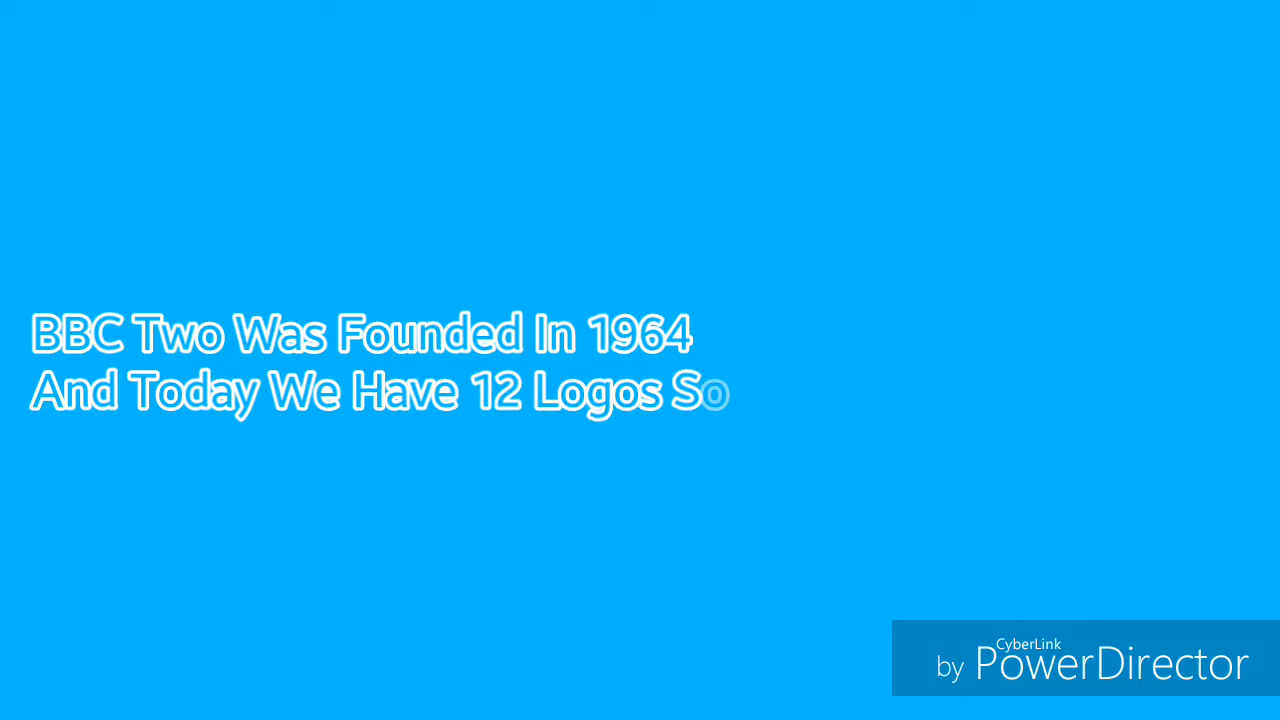 BBC Two Was Founded In 1964
And Today We Have 12 Logos So
CyberLink
by PowerDirector